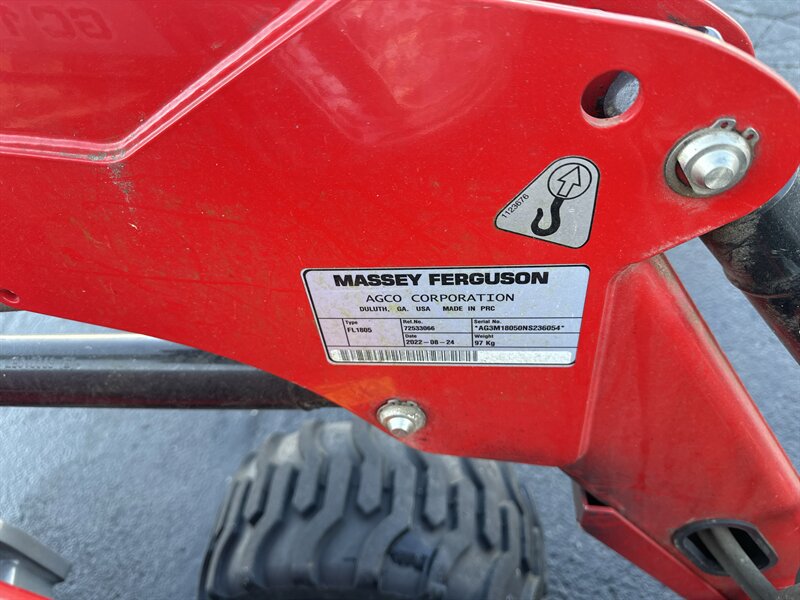 GC1
1123676
MASSEY FERGUSON
AGCO CORPORATION
DULUTH, GA. USA MADE IN PRC
Type Ref.No. Serial No.
FL1805 72533066 *AG3M18050NS236054*
Date Weight
2022-08-24 97 Kg